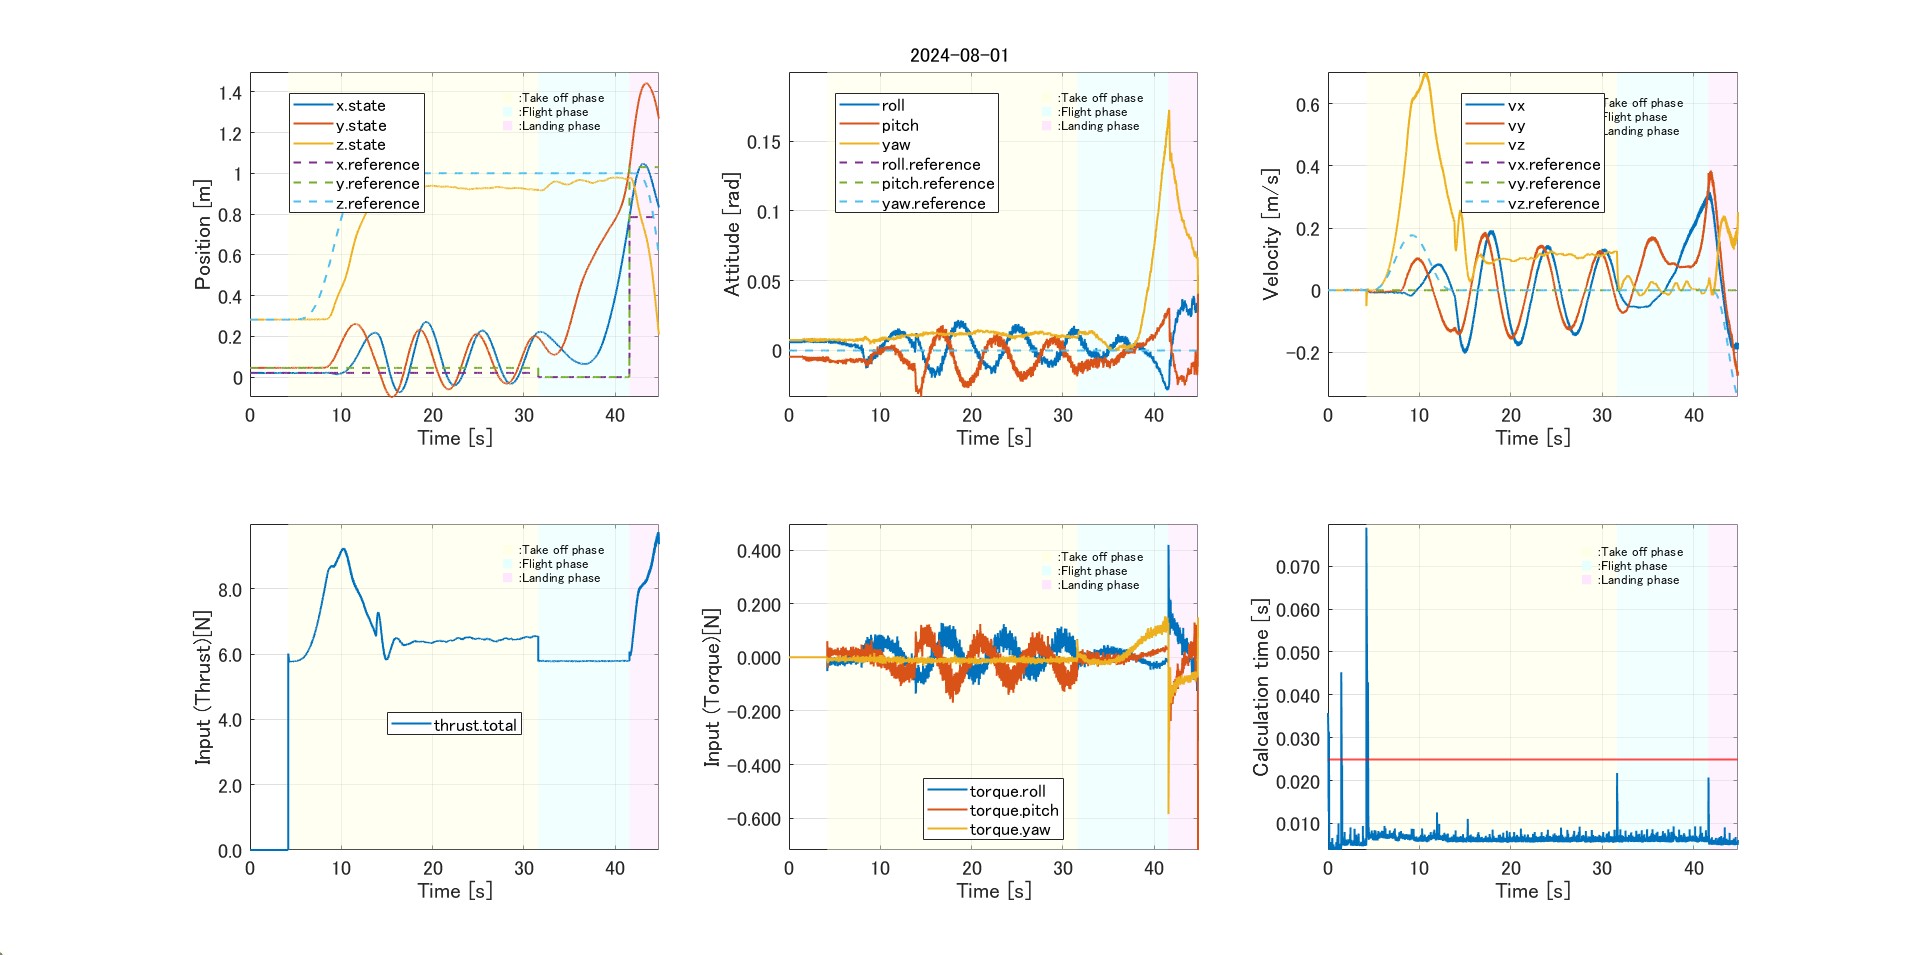 2024-08-01
Position [m]
1.4
1.2
1
0.8
0.6
0.4
0.2
0
0
10
20
30
40
Time [s]
x.state
y.state
z.state
x.reference
y.reference
z.reference
:Take off phase
:Flight phase
:Landing phase
Attitude [rad]
0.15
0.1
0.05
0
0
10
20
30
40
Time [s]
roll
pitch
yaw
roll.reference
pitch.reference
yaw.reference
:Take off phase
:Flight phase
:Landing phase
Velocity [m/s]
0.6
0.4
0.2
0
−0.2
0
10
20
30
40
Time [s]
vx
vy
vz
vx.reference
vy.reference
vz.reference
Take off phase
Flight phase
Landing phase
Input (Thrust)[N]
8.0
6.0
4.0
2.0
0.0
0
10
20
30
40
Time [s]
thrust.total
:Take off phase
:Flight phase
:Landing phase
Input (Torque)[N]
0.400
0.200
0.000
−0.200
−0.400
−0.600
0
10
20
30
40
Time [s]
torque.roll
torque.pitch
torque.yaw
:Take off phase
:Flight phase
:Landing phase
Calculation time [s]
0.070
0.060
0.050
0.040
0.030
0.020
0.010
0
10
20
30
40
Time [s]
:Take off phase
:Flight phase
:Landing phase